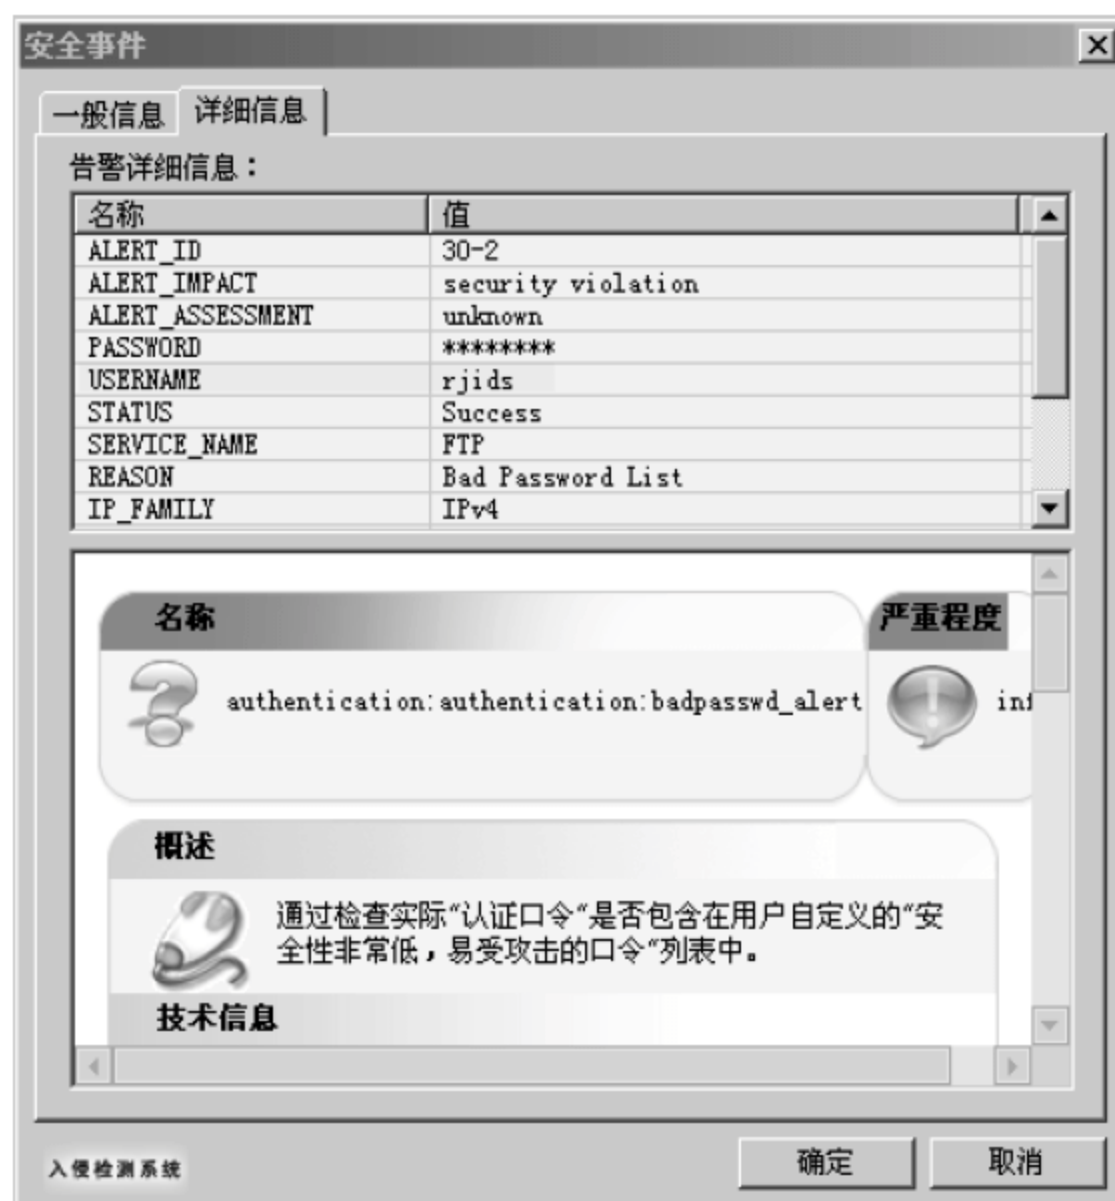 安全事件
一般信息 详细信息
告警详细信息：
名称 值
ALERT_ID 30-2
ALERT_IMPACT security violation
ALERT_ASSESSMENT unknown
PASSWORD ********
USERNAME rjids
STATUS Success
SERVICE_NAME FTP
REASON Bad Password List
IP_FAMILY IPv4
名称 严重程度
authentication:authentication:badpasswd_alert inf
概述
通过检查实际“认证口令“是否包含在用户自定义的“安
全性非常低，易受攻击的口令“列表中。
技术信息
入侵检测系统 确定 取消